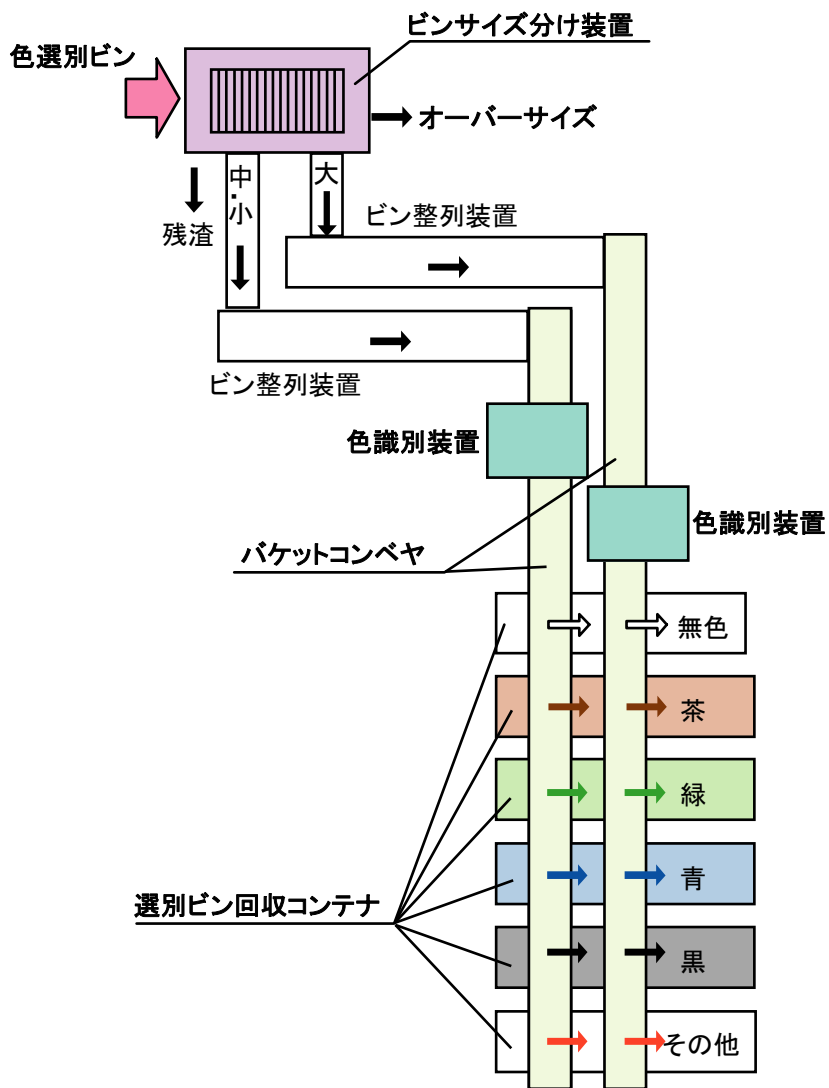 ビンサイズ分け装置
色選別ビン
オーバーサイズ
中・小
大
残渣
ビン整列装置
ビン整列装置
色識別装置
色識別装置
バケットコンベヤ
無色
茶
緑
青
選別ビン回収コンテナ
黒
その他